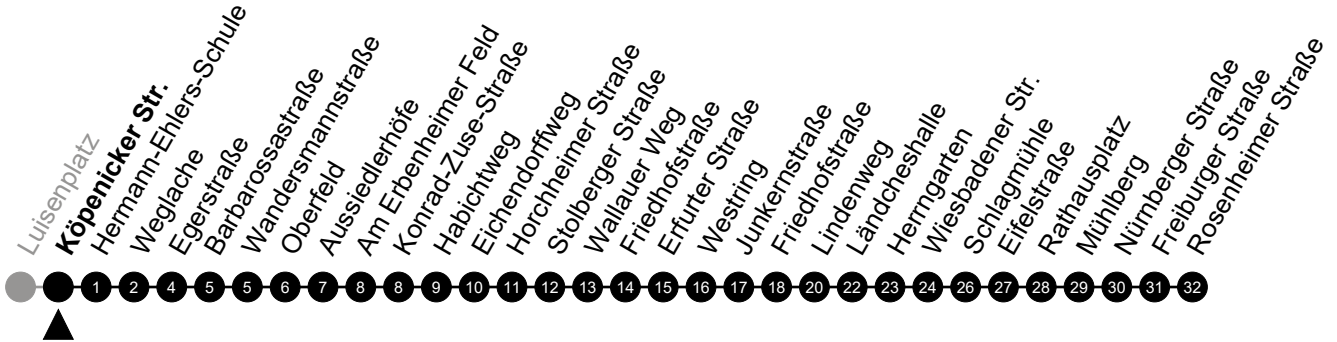 Luisenplatz
Köpenicker Str.
Hermann-Ehlers-Schule
Weglache
Egerstraße
Barbarossastraße
Wandersmannstraße
Oberfeld
Aussiedlerhöfe
Am Erbenheimer Feld
Konrad-Zuse-Straße
Habichtweg
Eichendorffweg
Horchheimer Straße
Stolberger Straße
Wallauer Weg
Friedhofstraße
Erfurter Straße
Westring
Junkernstraße
Friedhofstraße
Lindenweg
Ländcheshalle
Herrngarten
Wiesbadener Str.
Schlagmühle
Eifelstraße
Rathausplatz
Mühlberg
Nürnberger Straße
Freiburger Straße
Rosenheimer Straße
1 2 4 5 5 6 7 8 8 9 10 11 12 13 14 15 16 17 18 20 22 23 24 26 27 28 29 30 31 32